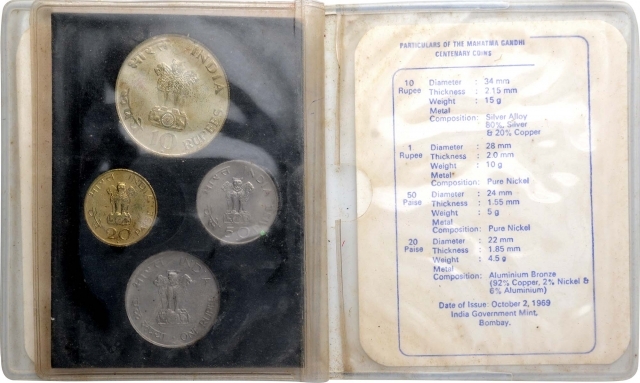 INDIA
10
RUPEES
20
PARTICULARS OF THE MAHATMA GANDHI
CENTENARY COINS
10 Diameter : 34 mm
Rupee Thickness : 2.15 mm
Weight : 15 g
Metal
Composition: Silver Alloy
80%, Silver
& 20% Copper
1 Diameter : 28 mm
Rupee Thickness : 2.0 mm
Weight : 10 g
Metal
Composition: Pure Nickel
50 Diameter : 24 mm
Paise Thickness : 1.55 mm
Weight : 5 g
Metal
Composition: Pure Nickel
20 Diameter : 22 mm
Paise Thickness : 1.85 mm
Weight : 4.5 g
Metal
Composition: Aluminium Bronze
(92% Copper, 2% Nickel &
6% Aluminium)
Date of Issue: October 2, 1969
India Government Mint,
Bombay.